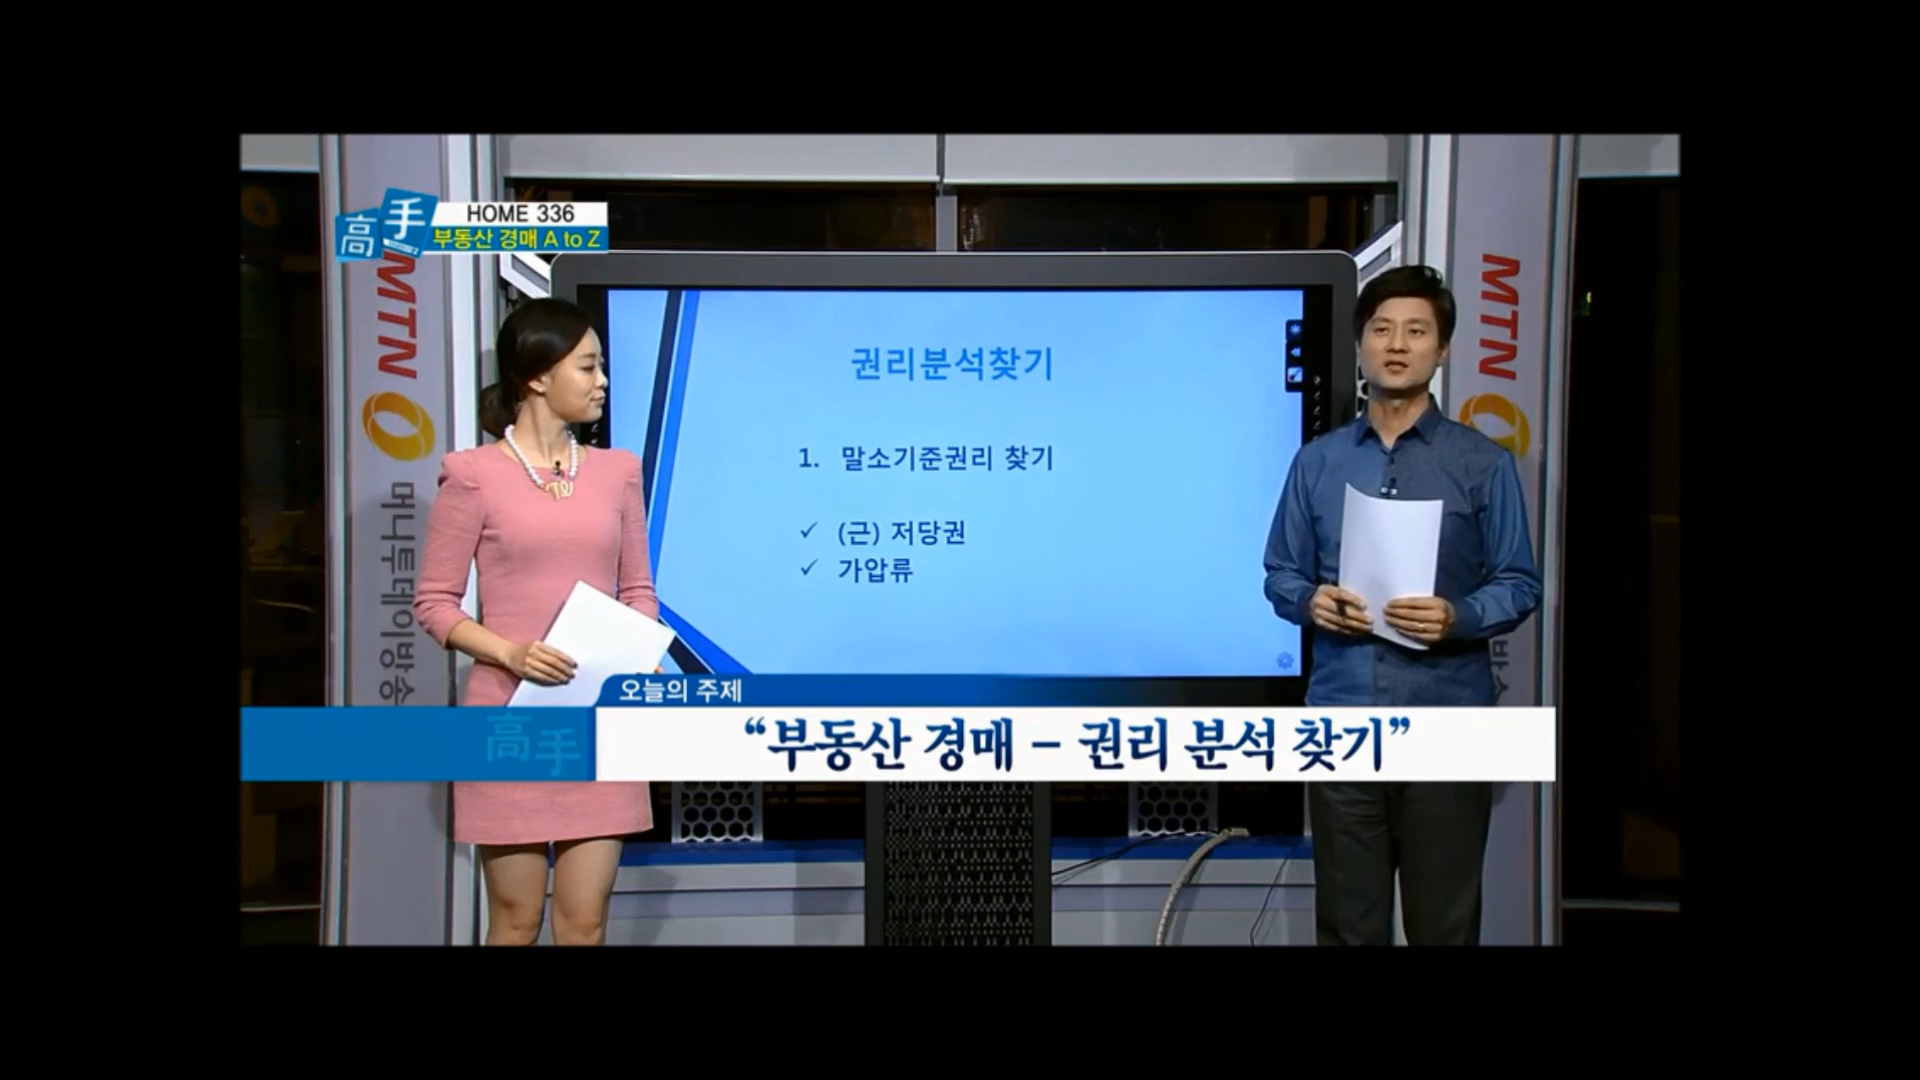 高手
HOME 336
부동산 경매 A to Z
MTN
머니투데이방송
MTN
권리분석찾기
1. 말소기준권리 찾기
✓ (근) 저당권
✓ 가압류
오늘의 주제
高手
“부동산 경매 – 권리 분석 찾기”